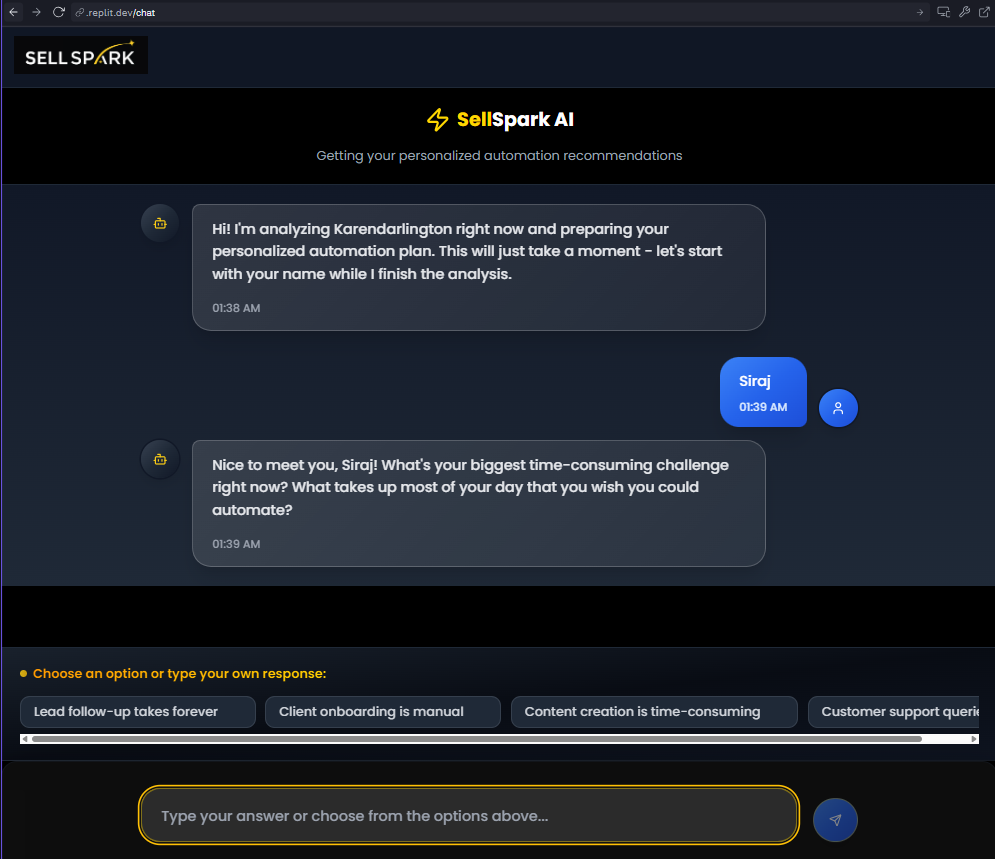 .replit.dev/chat
SELLSPARK
SellSpark AI
Getting your personalized automation recommendations
Hi! I'm analyzing Karendarlington right now and preparing your
personalized automation plan. This will just take a moment - let's start
with your name while I finish the analysis.
01:38 AM
Siraj
01:39 AM
Nice to meet you, Siraj! What's your biggest time-consuming challenge
right now? What takes up most of your day that you wish you could
automate?
01:39 AM
Choose an option or type your own response:
Lead follow-up takes forever
Client onboarding is manual
Content creation is time-consuming
Customer support querie
Type your answer or choose from the options above...